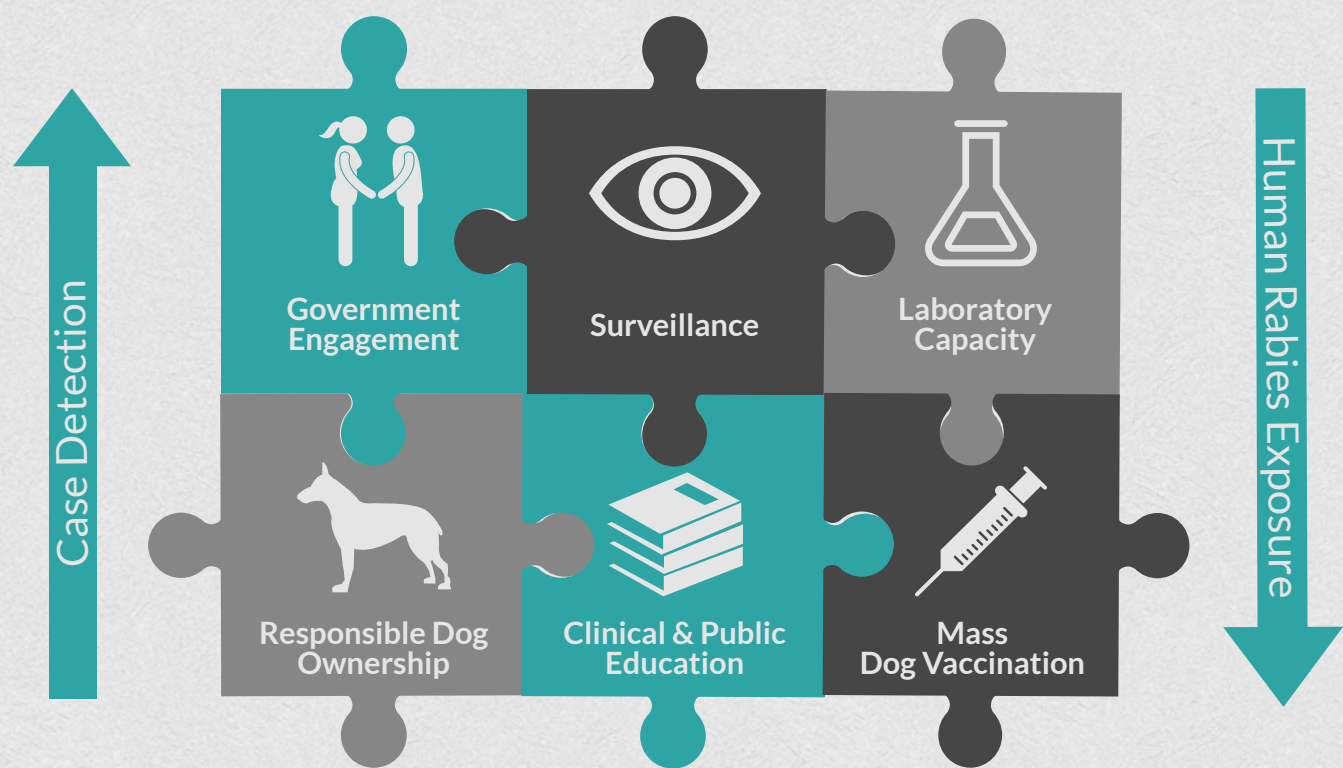 Case Detection
Government
Engagement
Surveillance
Laboratory
Capacity
Human Rabies Exposure
Responsible Dog
Ownership
Clinical & Public
Education
Mass
Dog Vaccination